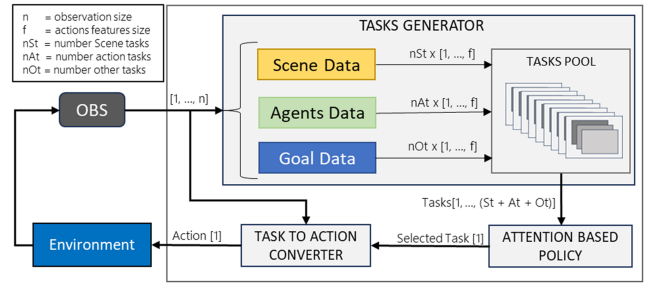 n = observation size
f = actions features size
nSt = number Scene tasks
nAt = number action tasks
nOt = number other tasks
TASKS GENERATOR
Scene Data
nSt x [1, ..., f]
TASKS POOL
OBS
[1, ..., n]
Agents Data
nAt x [1, ..., f]
Goal Data
nOt x [1, ..., f]
Tasks[1, ..., (St + At + Ot)]
Environment
Action [1]
TASK TO ACTION
CONVERTER
Selected Task [1]
ATTENTION BASED
POLICY